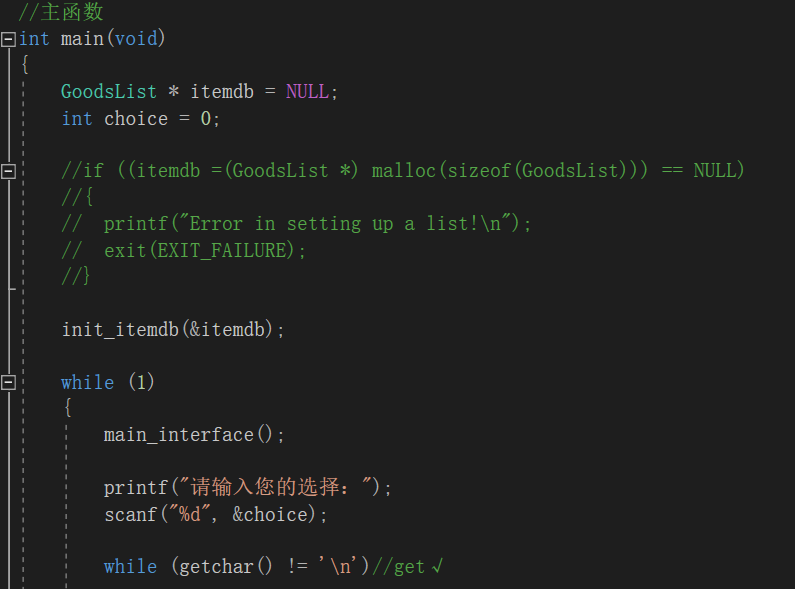 //主函数
int main(void)
{
GoodsList * itemdb = NULL;
int choice = 0;
//if ((itemdb =(GoodsList *) malloc(sizeof(GoodsList))) == NULL)
//{
// printf("Error in setting up a list!\n");
// exit(EXIT_FAILURE);
//}
init_itemdb(&itemdb);
while (1)
{
main_interface();
printf("请输入您的选择：");
scanf("%d", &choice);
while (getchar() != '\n')//get√